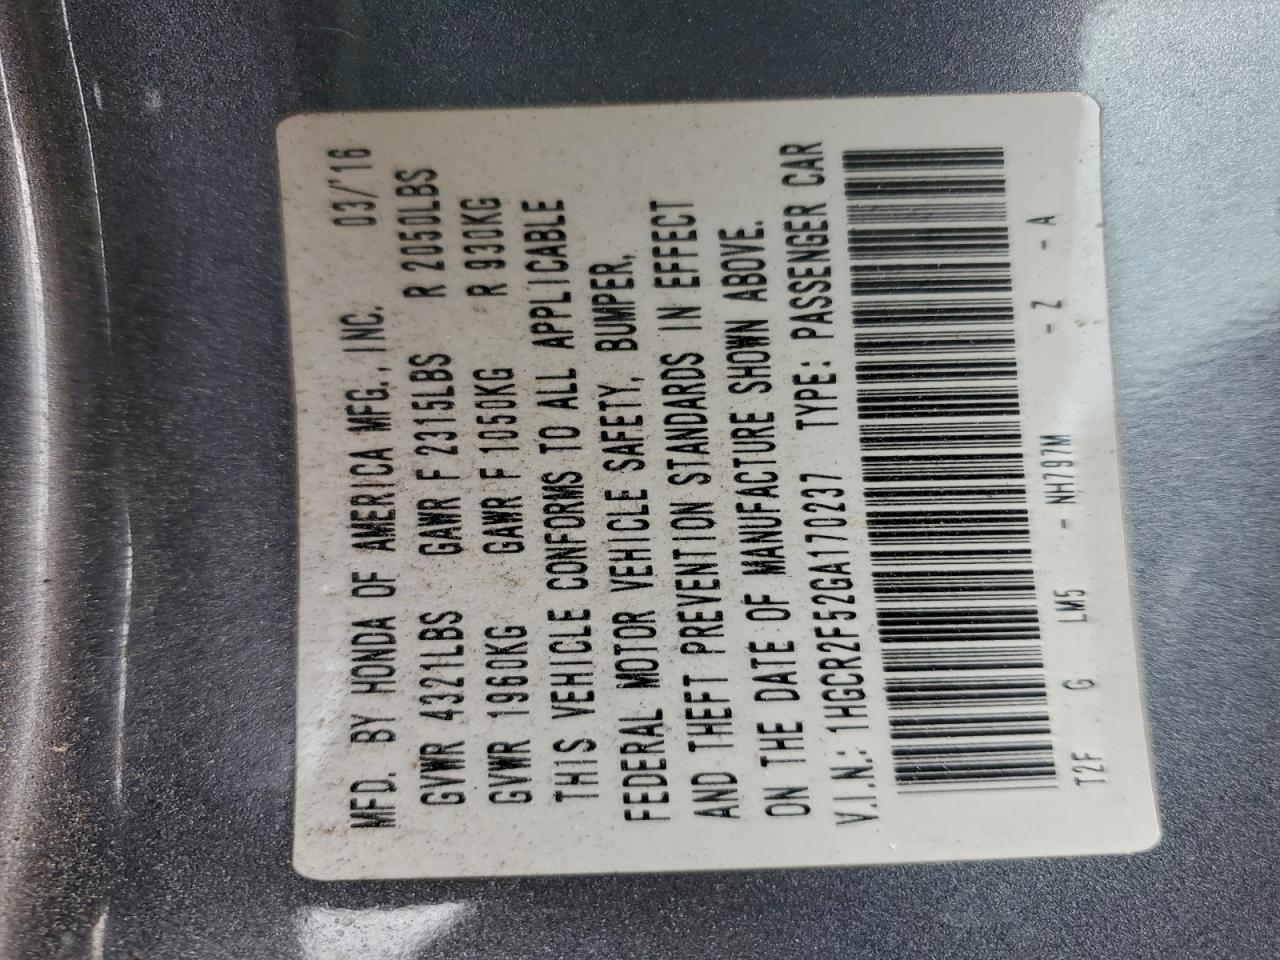 MFD. BY HONDA OF AMERICA MFG.,INC. 03/'16
GVWR 4321LBS GAWR F 2315LBS R 2050LBS
GVWR 1960KG GAWR F 1050KG R 930KG
THIS VEHICLE CONFORMS TO ALL APPLICABLE
FEDERAL MOTOR VEHICLE SAFETY, BUMPER,
AND THEFT PREVENTION STANDARDS IN EFFECT
ON THE DATE OF MANUFACTURE SHOWN ABOVE.
V.I.N.: 1HGCR2F52GA170237 TYPE: PASSENGER CAR
T2F G LM5 - NH797M - Z - A